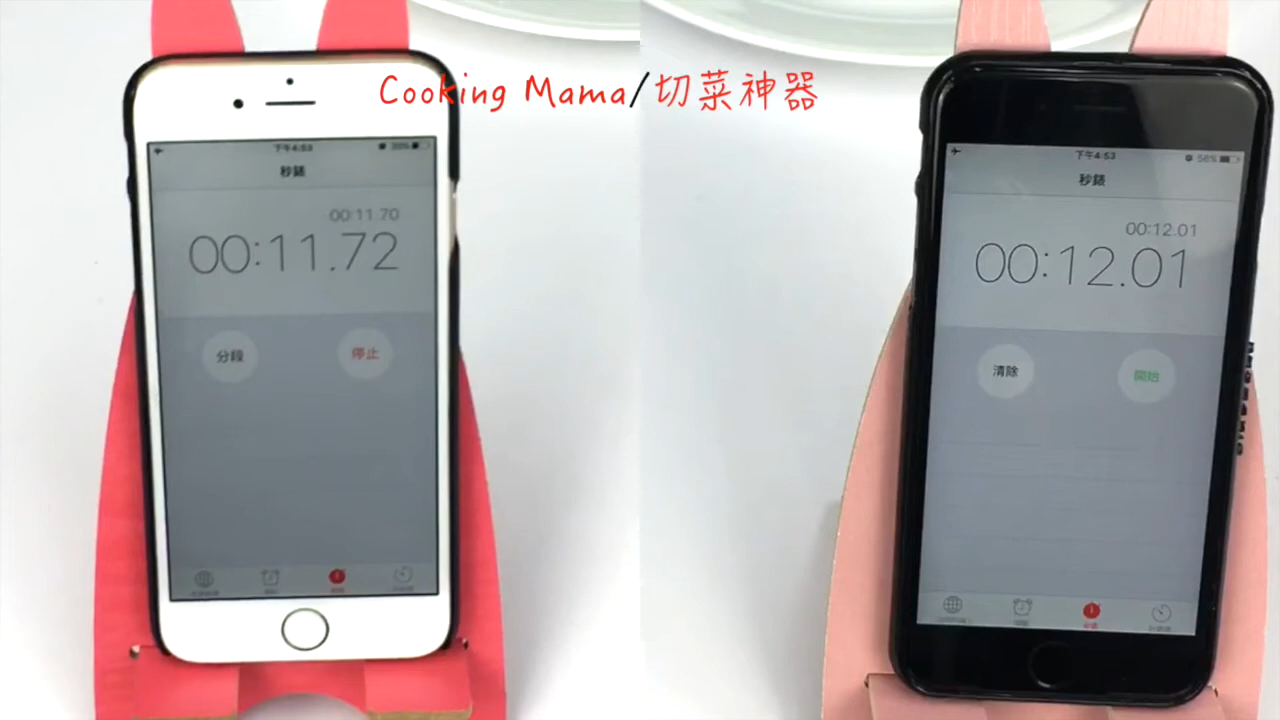 Cooking Mama/切菜神器
下午4:53
秒錶
00:11.70
00:11.72
分段
停止
下午4:53
58%
秒錶
00:12.01
00:12.01
清除
開始